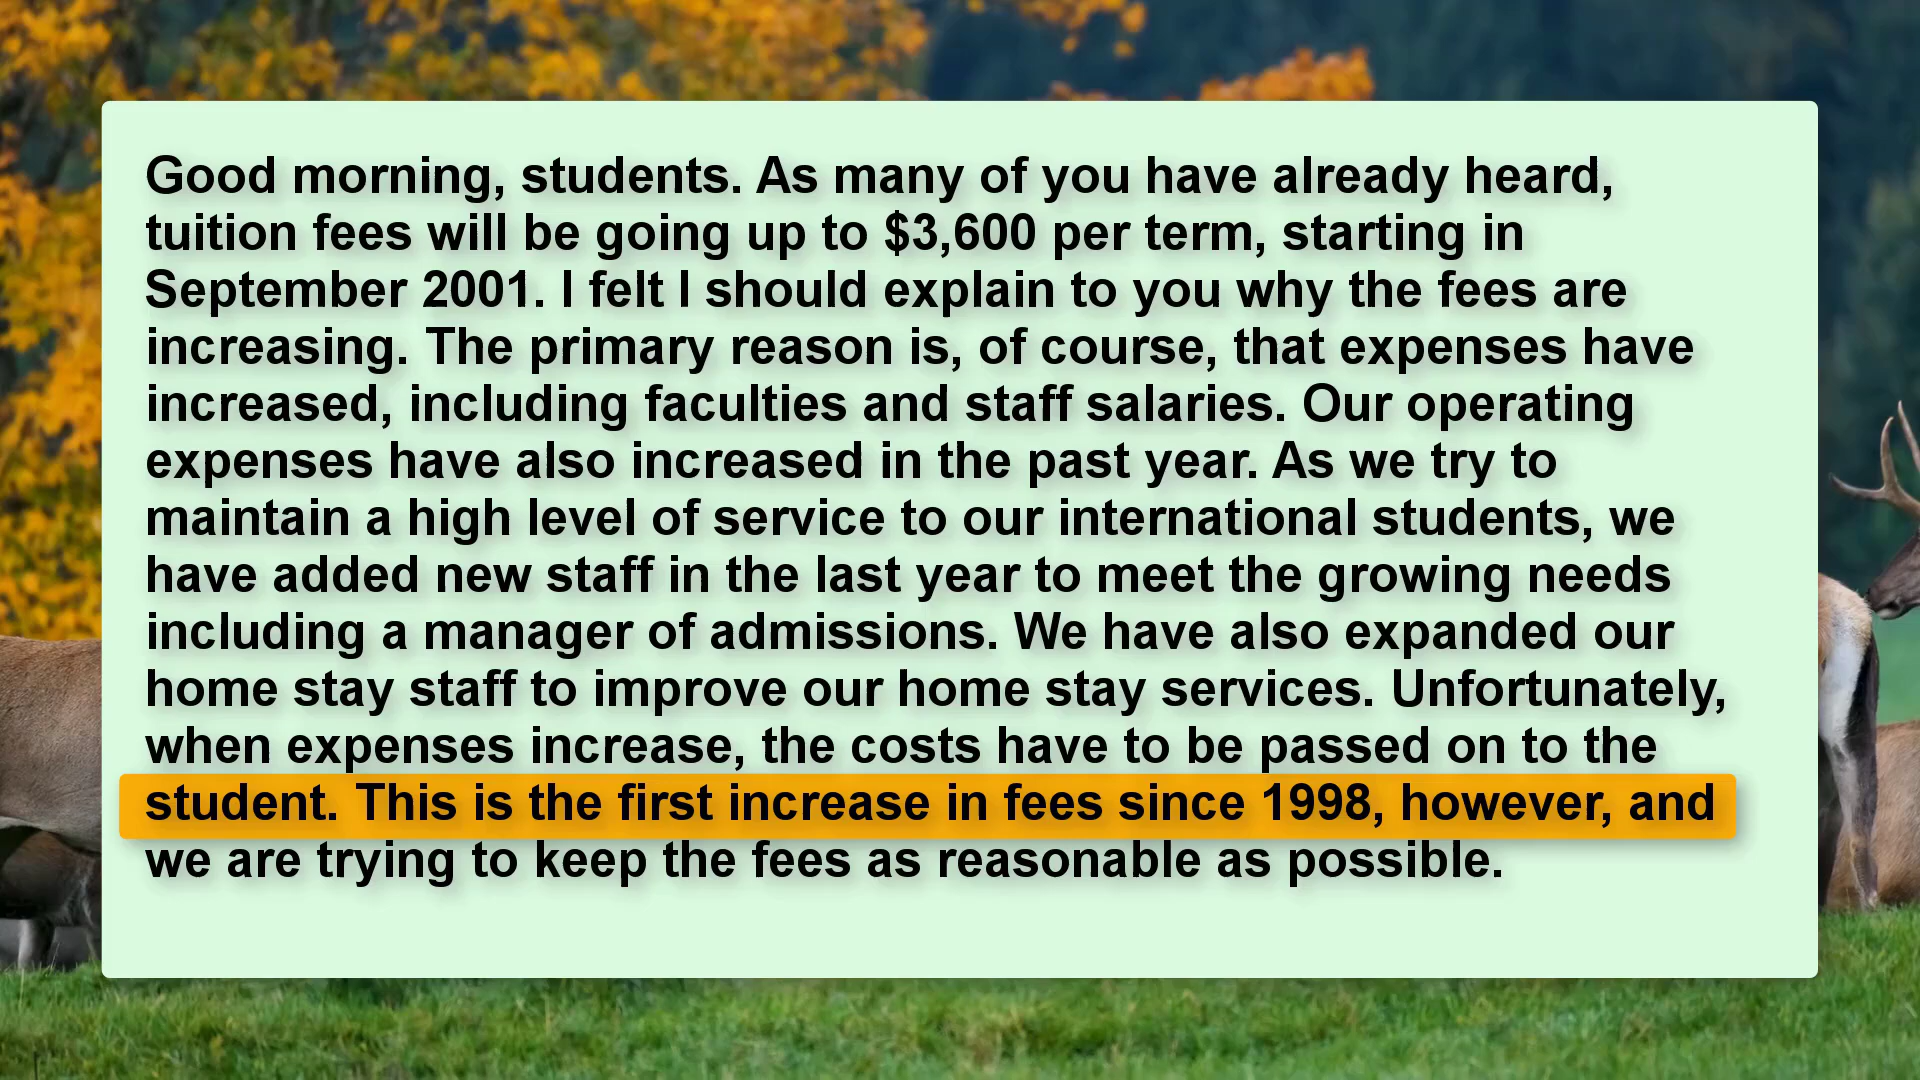 Good morning, students. As many of you have already heard,
tuition fees will be going up to $3,600 per term, starting in
September 2001. I felt I should explain to you why the fees are
increasing. The primary reason is, of course, that expenses have
increased, including faculties and staff salaries. Our operating
expenses have also increased in the past year. As we try to
maintain a high level of service to our international students, we
have added new staff in the last year to meet the growing needs
including a manager of admissions. We have also expanded our
home stay staff to improve our home stay services. Unfortunately,
when expenses increase, the costs have to be passed on to the
student. This is the first increase in fees since 1998, however, and
we are trying to keep the fees as reasonable as possible.